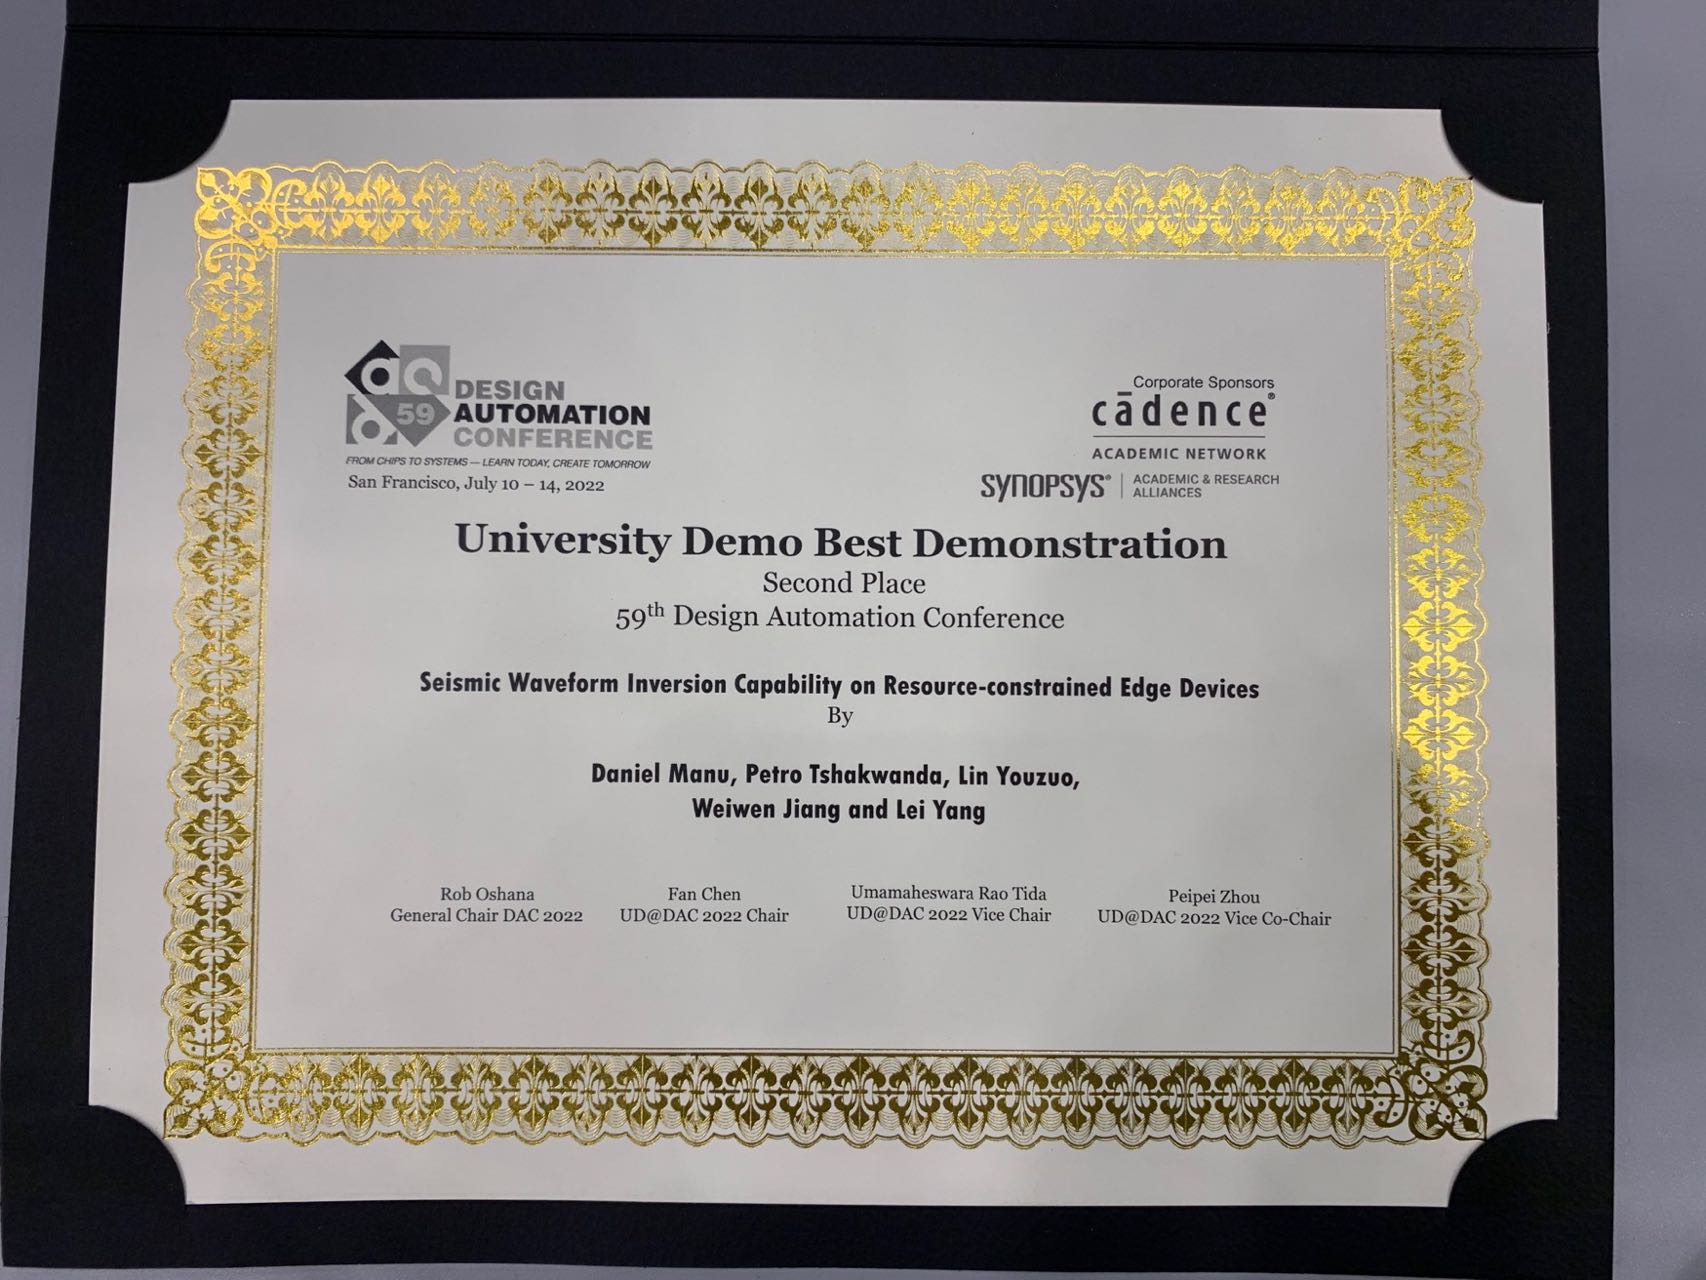 DESIGN
AUTOMATION
CONFERENCE
59
FROM CHIPS TO SYSTEMS — LEARN TODAY, CREATE TOMORROW
San Francisco, July 10 – 14, 2022
Corporate Sponsors
cādence®
ACADEMIC NETWORK
SYNOPSYS® | ACADEMIC & RESEARCH
ALLIANCES
University Demo Best Demonstration
Second Place
59th Design Automation Conference
Seismic Waveform Inversion Capability on Resource-constrained Edge Devices
By
Daniel Manu, Petro Tshakwanda, Lin Youzuo,
Weiwen Jiang and Lei Yang
Rob Oshana
General Chair DAC 2022
Fan Chen
UD@DAC 2022 Chair
Umamaheswara Rao Tida
UD@DAC 2022 Vice Chair
Peipei Zhou
UD@DAC 2022 Vice Co-Chair